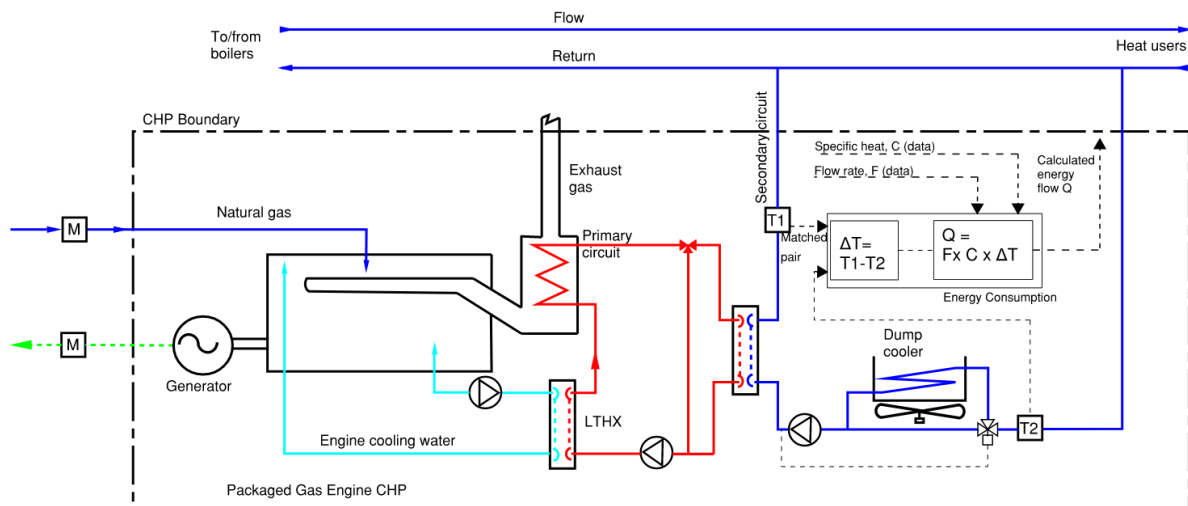 Flow
To/from
boilers
Heat users
Return
CHP Boundary
Secondary circuit
Specific heat, C (data)
Flow rate, F (data)
Calculated
energy
flow Q
Exhaust
gas
Natural gas
M
T1
Matched
pair
Primary
circuit
ΔT=
T1-T2
Q =
Fx C x ΔT
Energy Consumption
M
Generator
Dump
cooler
LTHX
T2
Engine cooling water
Packaged Gas Engine CHP